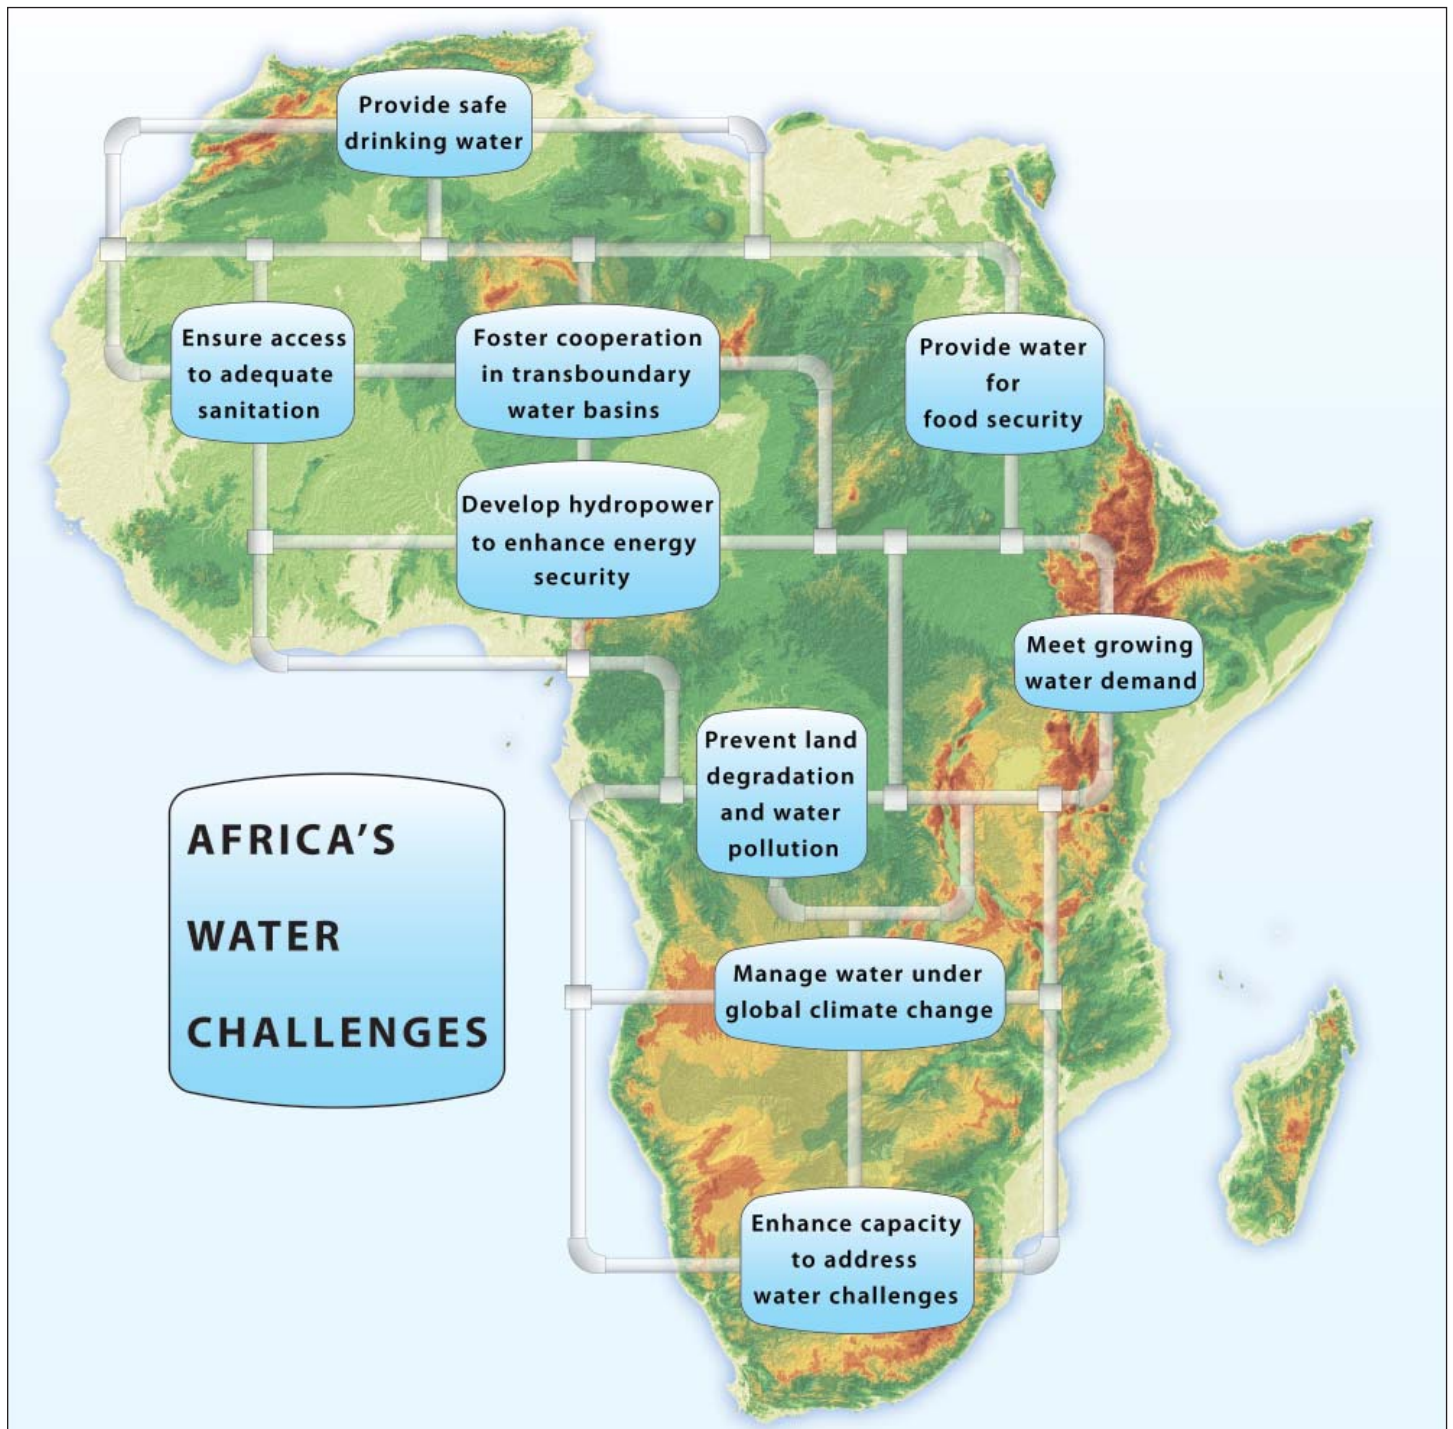 Provide safe
drinking water
Ensure access
to adequate
sanitation
Foster cooperation
in transboundary
water basins
Provide water
for
food security
Develop hydropower
to enhance energy
security
Meet growing
water demand
Prevent land
degradation
and water
pollution
AFRICA'S
WATER
CHALLENGES
Manage water under
global climate change
Enhance capacity
to address
water challenges